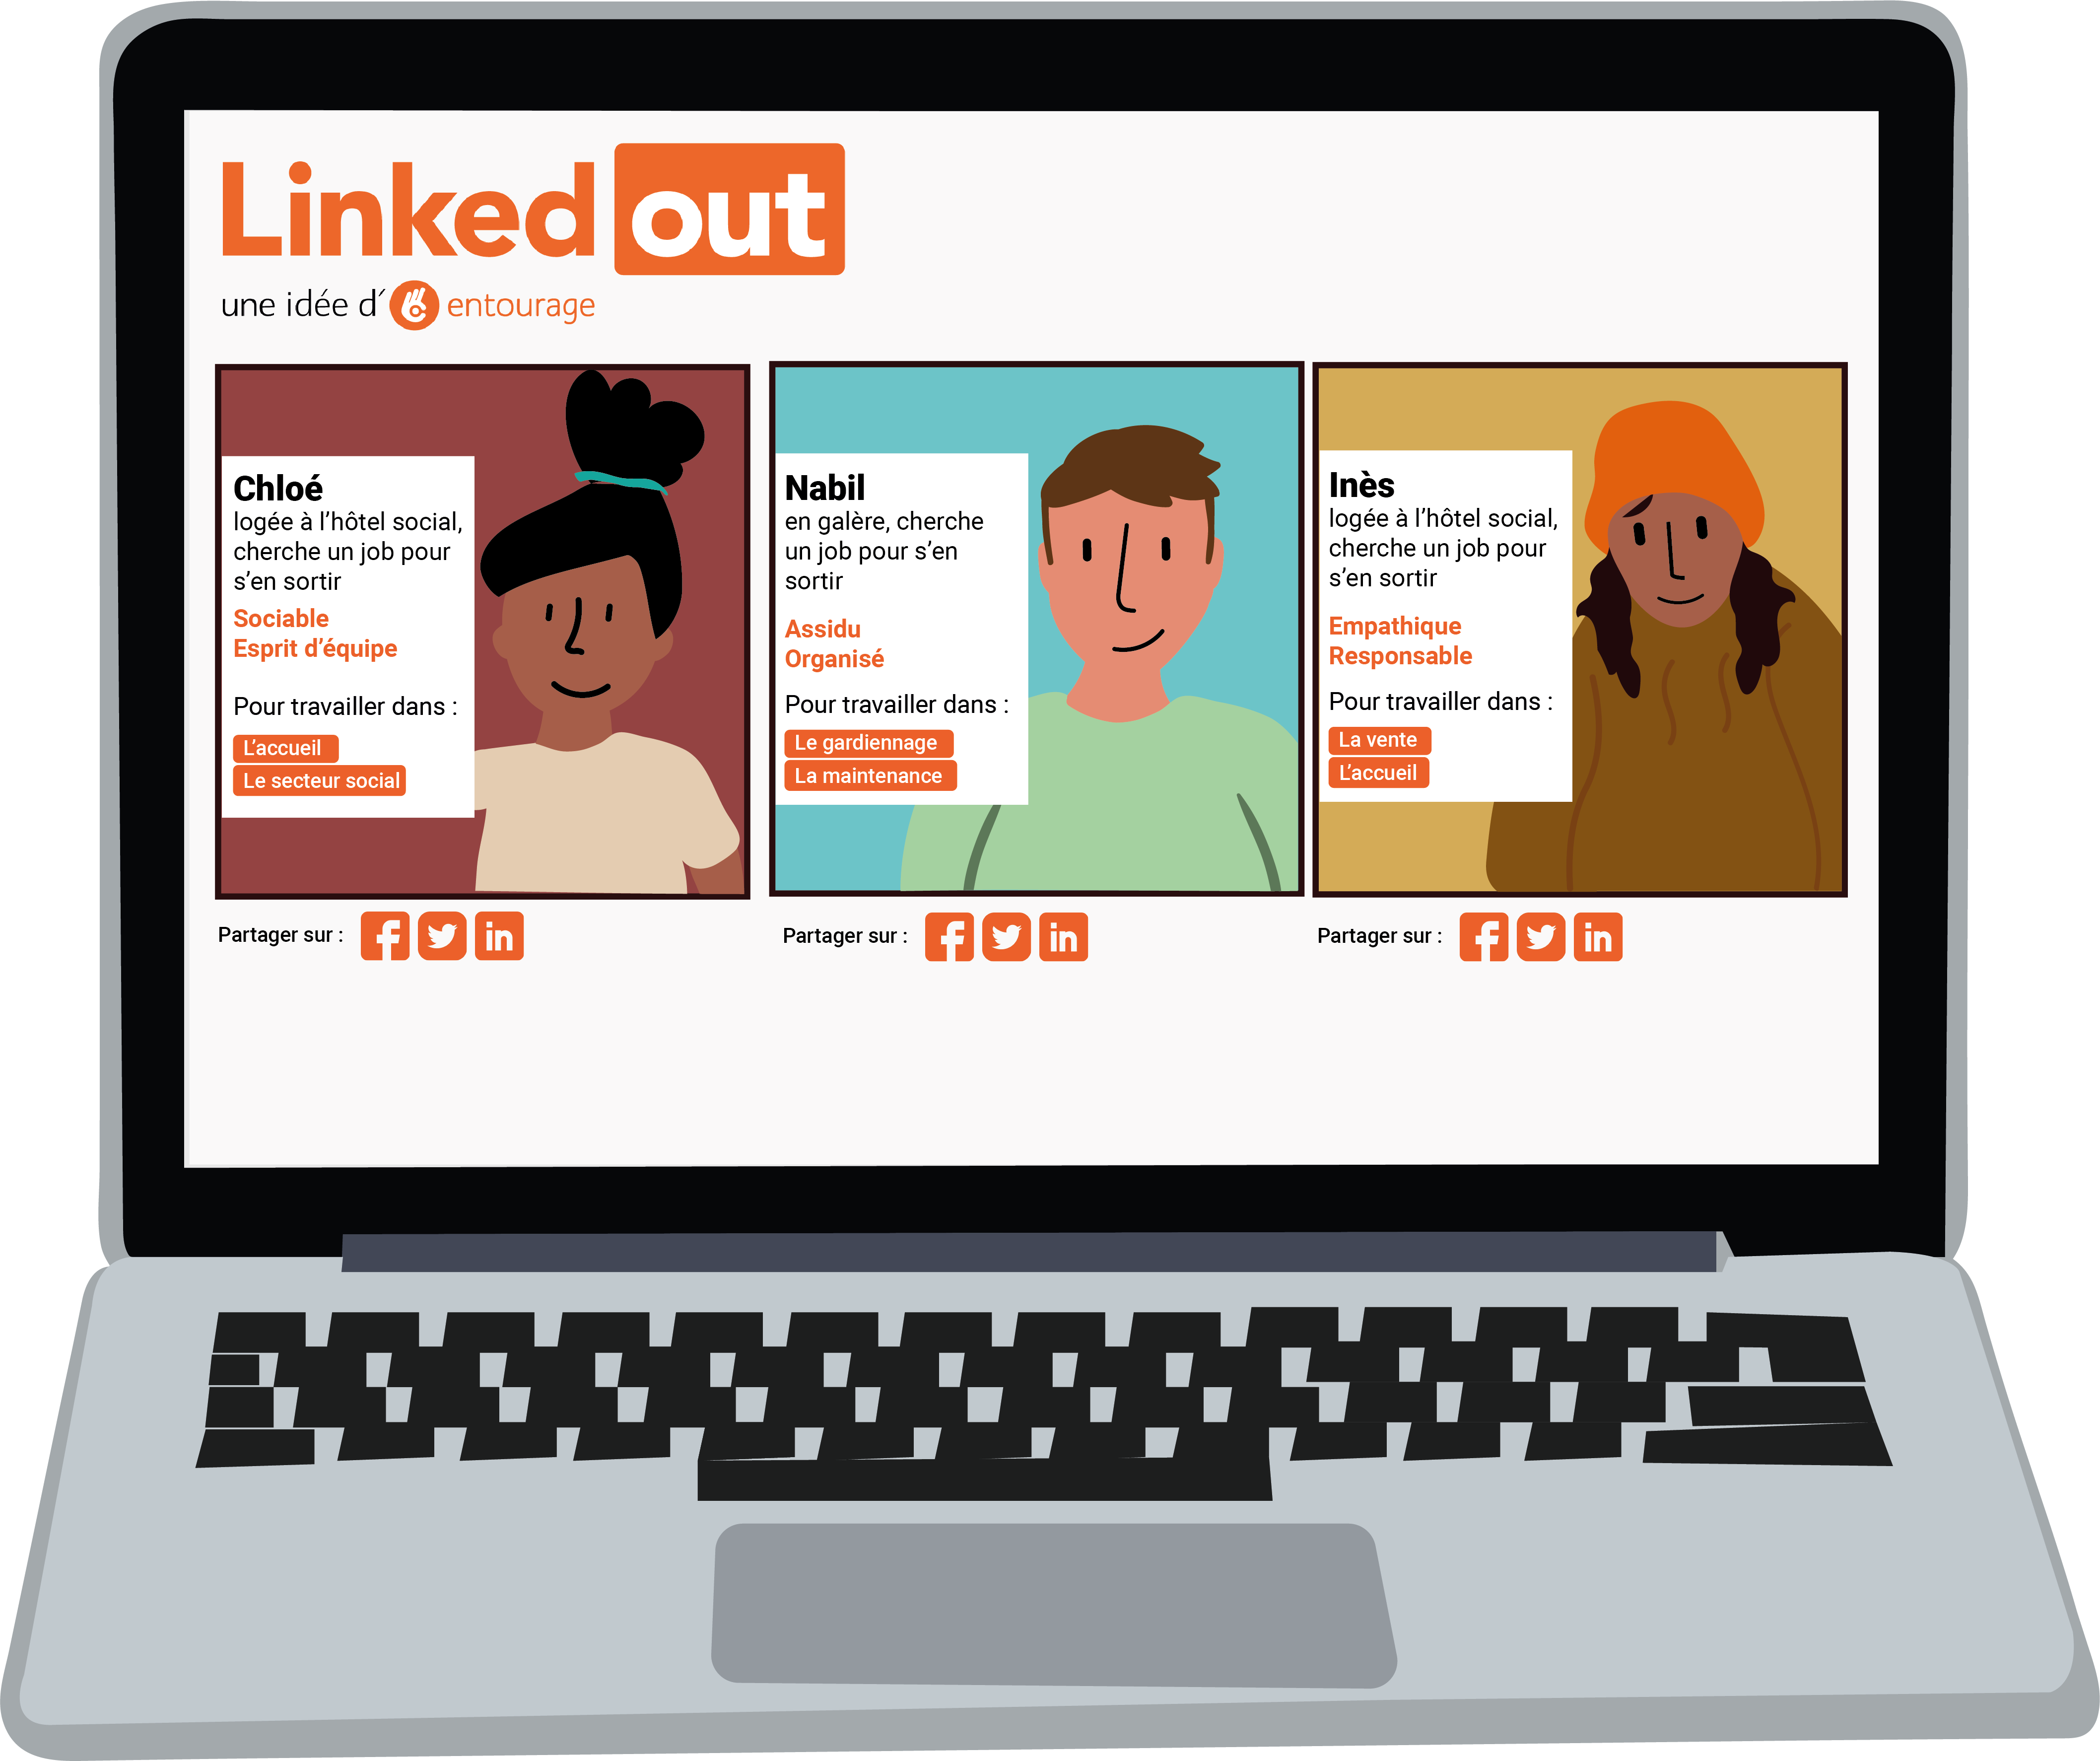 Linked out
une idée d’ entourage
Chloé
logée à l’hôtel social,
cherche un job pour
s’en sortir
Sociable
Esprit d’équipe
Pour travailler dans :
L’accueil
Le secteur social
Partager sur :
Nabil
en galère, cherche
un job pour s’en
sortir
Assidu
Organisé
Pour travailler dans :
Le gardiennage
La maintenance
Partager sur :
Inès
logée à l’hôtel social,
cherche un job pour
s’en sortir
Empathique
Responsable
Pour travailler dans :
La vente
L’accueil
Partager sur :